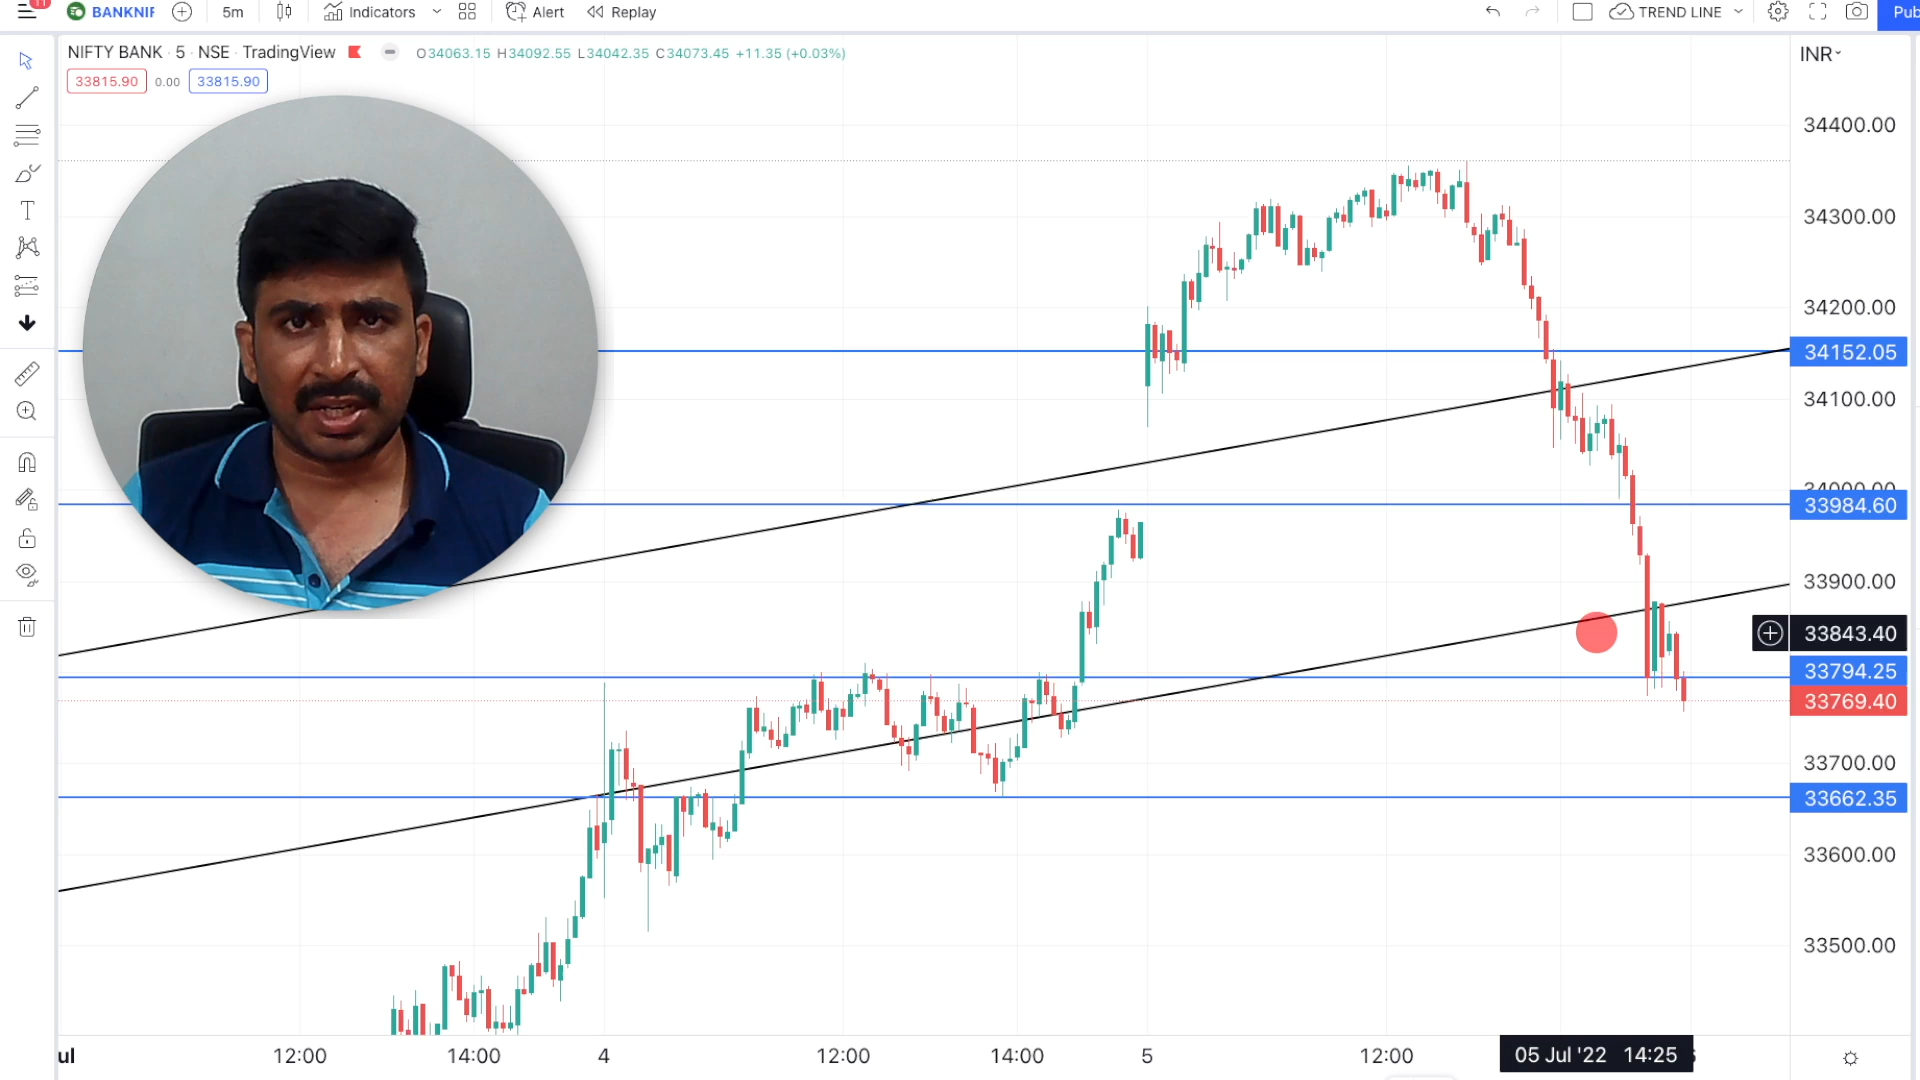 11
BANKNIF
5m
Indicators
Alert
Replay
TREND LINE
Pub
NIFTY BANK · 5 · NSE · TradingView
O34063.15 H34092.55 L34042.35 C34073.45 +11.35 (+0.03%)
33815.90 0.00 33815.90
INR
34400.00
34300.00
34200.00
34152.05
34100.00
34000.00
33984.60
33900.00
33843.40
33794.25
33769.40
33700.00
33662.35
33600.00
33500.00
ul 12:00 14:00 4 12:00 14:00 5 12:00 05 Jul '22 14:25